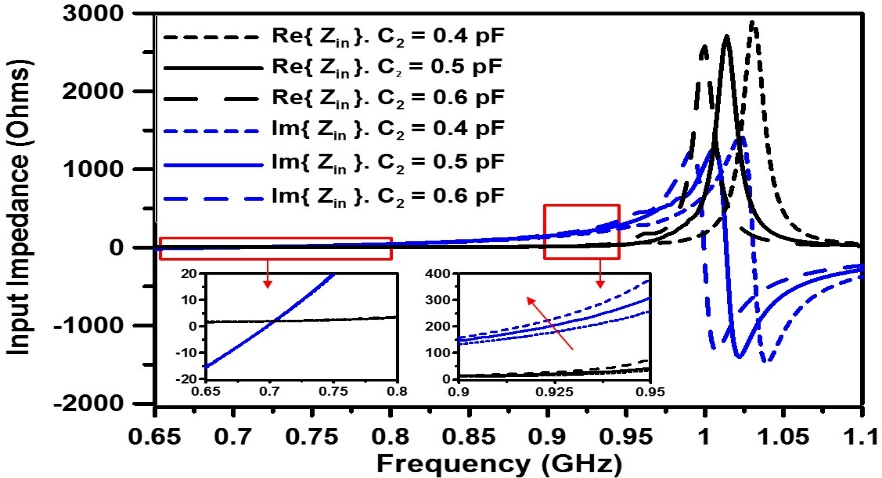 3000
2000
1000
0
-1000
-2000
Input Impedance (Ohms)
Re{ Zin }. C2 = 0.4 pF
Re{ Zin }. C2 = 0.5 pF
Re{ Zin }. C2 = 0.6 pF
Im{ Zin }. C2 = 0.4 pF
Im{ Zin }. C2 = 0.5 pF
Im{ Zin }. C2 = 0.6 pF
20
10
0
-10
-20
0.65 0.7 0.75 0.8
400
300
200
100
0
0.9 0.925 0.95
0.65 0.7 0.75 0.8 0.85 0.9 0.95 1 1.05 1.1
Frequency (GHz)